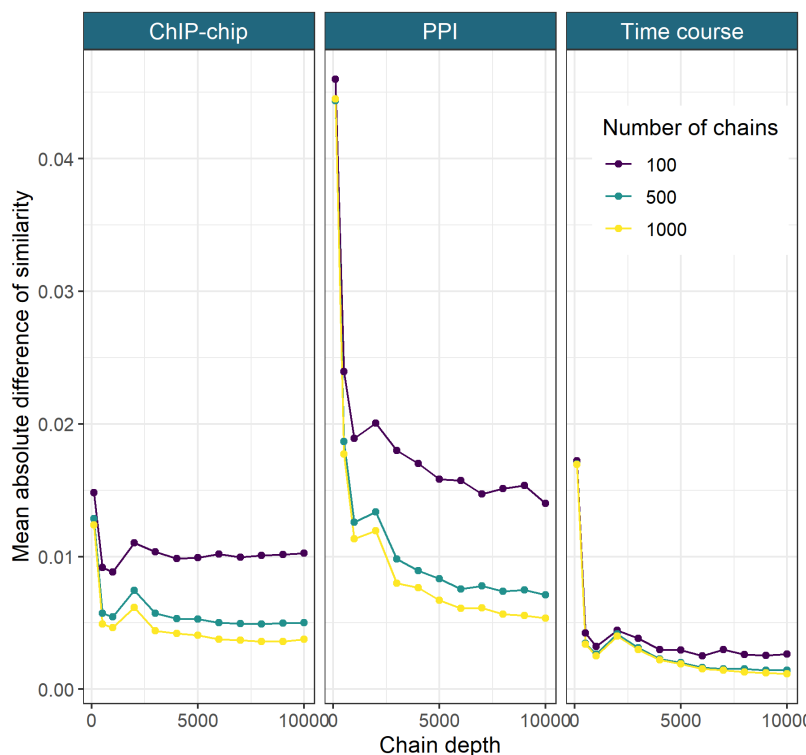 ChIP-chip PPI Time course
Number of chains
100
500
1000
0.04
0.03
0.02
0.01
0.00
Mean absolute difference of similarity
0 5000 10000 0 5000 10000 0 5000 10000
Chain depth